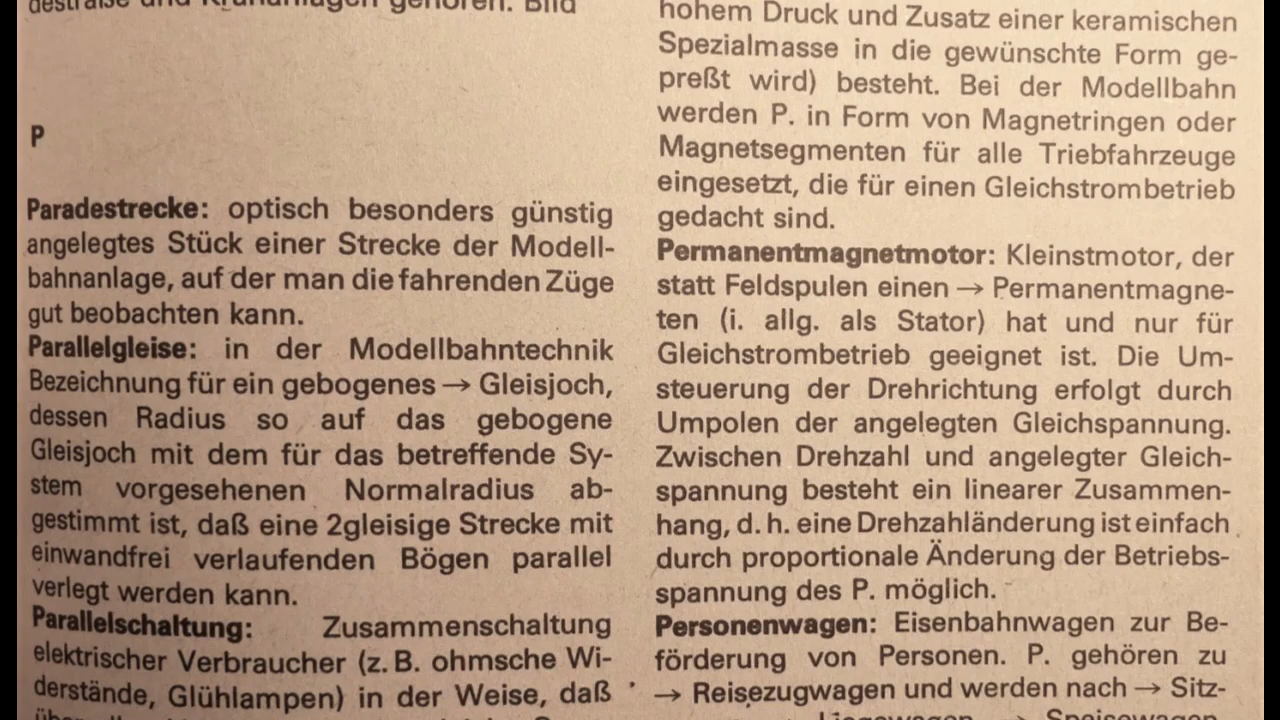 destraße und Krananlagen gehören. Bild
P
Paradestrecke: optisch besonders günstig
angelegtes Stück einer Strecke der Modell-
bahnanlage, auf der man die fahrenden Züge
gut beobachten kann.
Parallelgleise: in der Modellbahntechnik
Bezeichnung für ein gebogenes → Gleisjoch,
dessen Radius so auf das gebogene
Gleisjoch mit dem für das betreffende Sy-
stem vorgesehenen Normalradius ab-
gestimmt ist, daß eine 2gleisige Strecke mit
einwandfrei verlaufenden Bögen parallel
verlegt werden kann.
Parallelschaltung: Zusammenschaltung
elektrischer Verbraucher (z. B. ohmsche Wi-
derstände, Glühlampen) in der Weise, daß
hohem Druck und Zusatz einer keramischen
Spezialmasse in die gewünschte Form ge-
preßt wird) besteht. Bei der Modellbahn
werden P. in Form von Magnetringen oder
Magnetsegmenten für alle Triebfahrzeuge
eingesetzt, die für einen Gleichstrombetrieb
gedacht sind.
Permanentmagnetmotor: Kleinstmotor, der
statt Feldspulen einen → Permanentmagne-
ten (i. allg. als Stator) hat und nur für
Gleichstrombetrieb geeignet ist. Die Um-
steuerung der Drehrichtung erfolgt durch
Umpolen der angelegten Gleichspannung.
Zwischen Drehzahl und angelegter Gleich-
spannung besteht ein linearer Zusammen-
hang, d. h. eine Drehzahländerung ist einfach
durch proportionale Änderung der Betriebs-
spannung des P. möglich.
Personenwagen: Eisenbahnwagen zur Be-
förderung von Personen. P. gehören zu
→ Reisezugwagen und werden nach → Sitz-
Liegewagen → Speisewagen